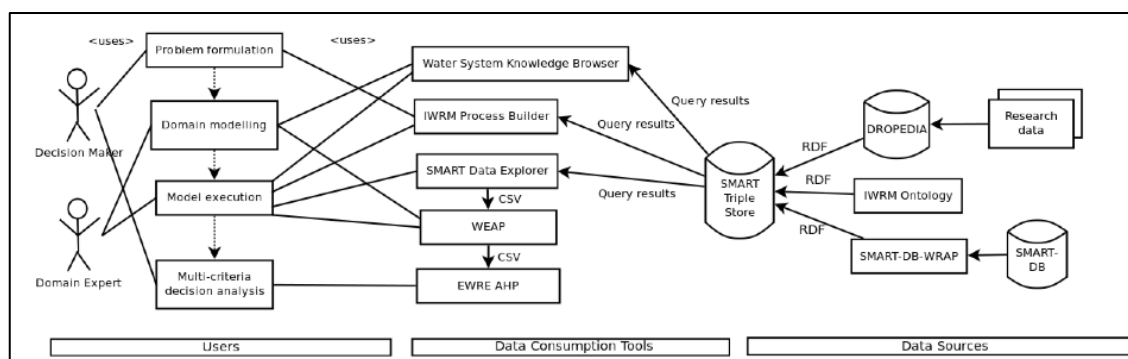 <uses>
Problem formulation
<uses>
Decision Maker
Domain modelling
Model execution
Domain Expert
Multi-criteria
decision analysis
Water System Knowledge Browser
IWRM Process Builder
SMART Data Explorer
CSV
WEAP
CSV
EWRE AHP
Query results
Query results
Query results
SMART
Triple
Store
RDF
RDF
RDF
DROPEDIA
Research
data
IWRM Ontology
SMART-DB-WRAP
SMART-
DB
Users
Data Consumption Tools
Data Sources